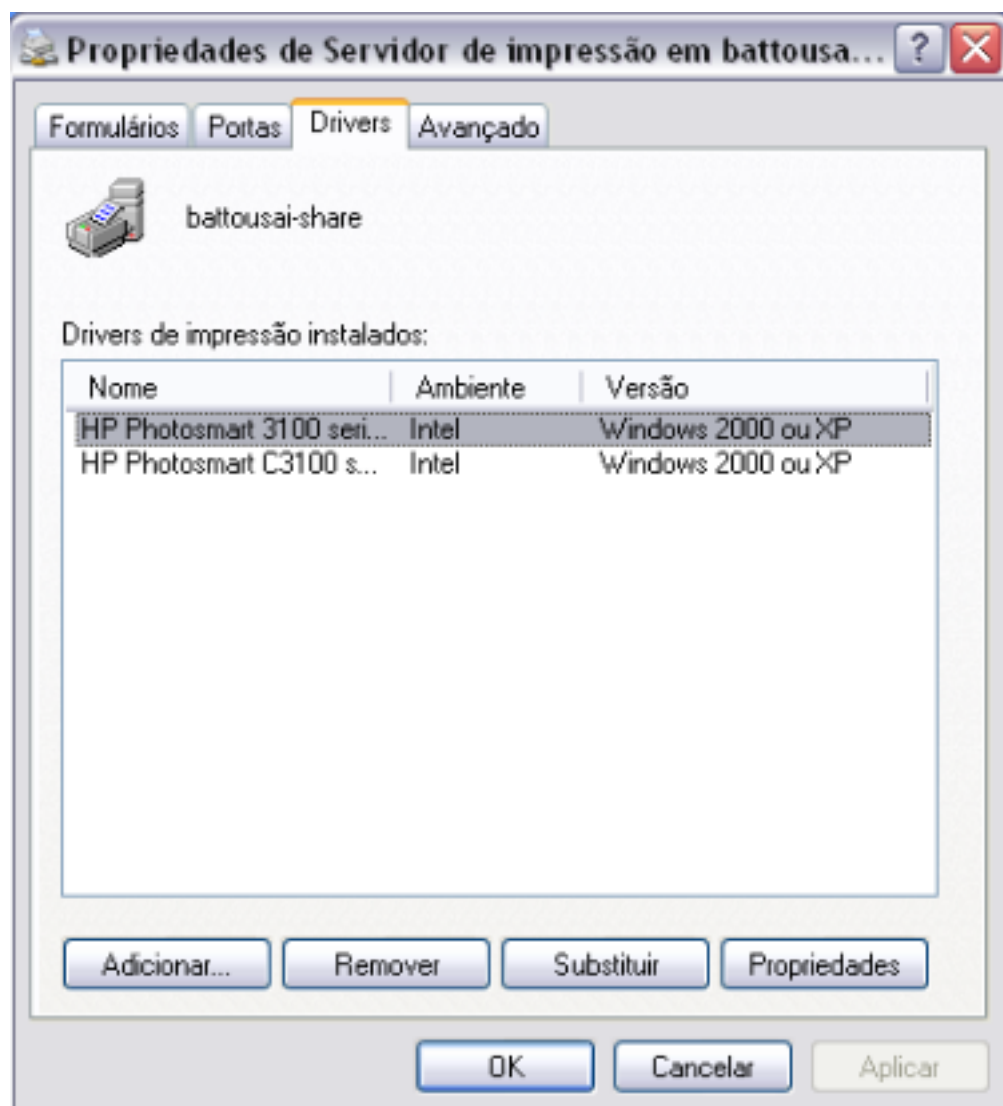 Propriedades de Servidor de impressão em battousa... ?
Formulários Portas Drivers Avançado
battousai-share
Drivers de impressão instalados:
Nome Ambiente Versão
HP Photosmart 3100 seri... Intel Windows 2000 ou XP
HP Photosmart C3100 s... Intel Windows 2000 ou XP
Adicionar... Remover Substituir Propriedades
OK Cancelar Aplicar